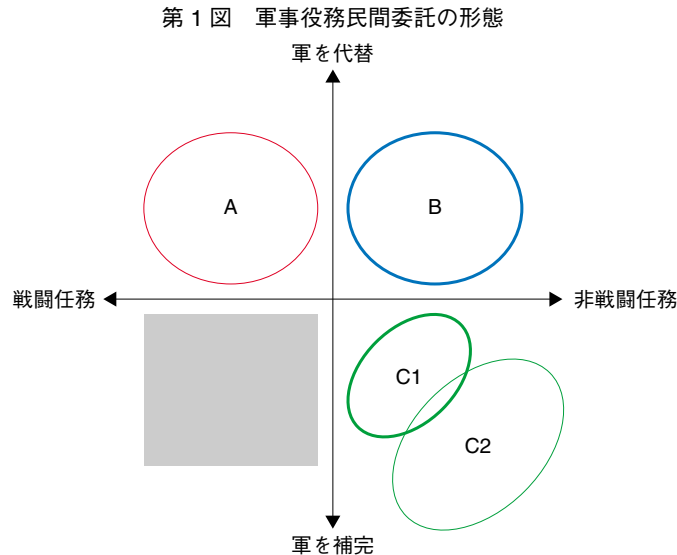 第1図 軍事役務民間委託の形態
軍を代替
A
B
戦闘任務
非戦闘任務
C1
C2
軍を補完